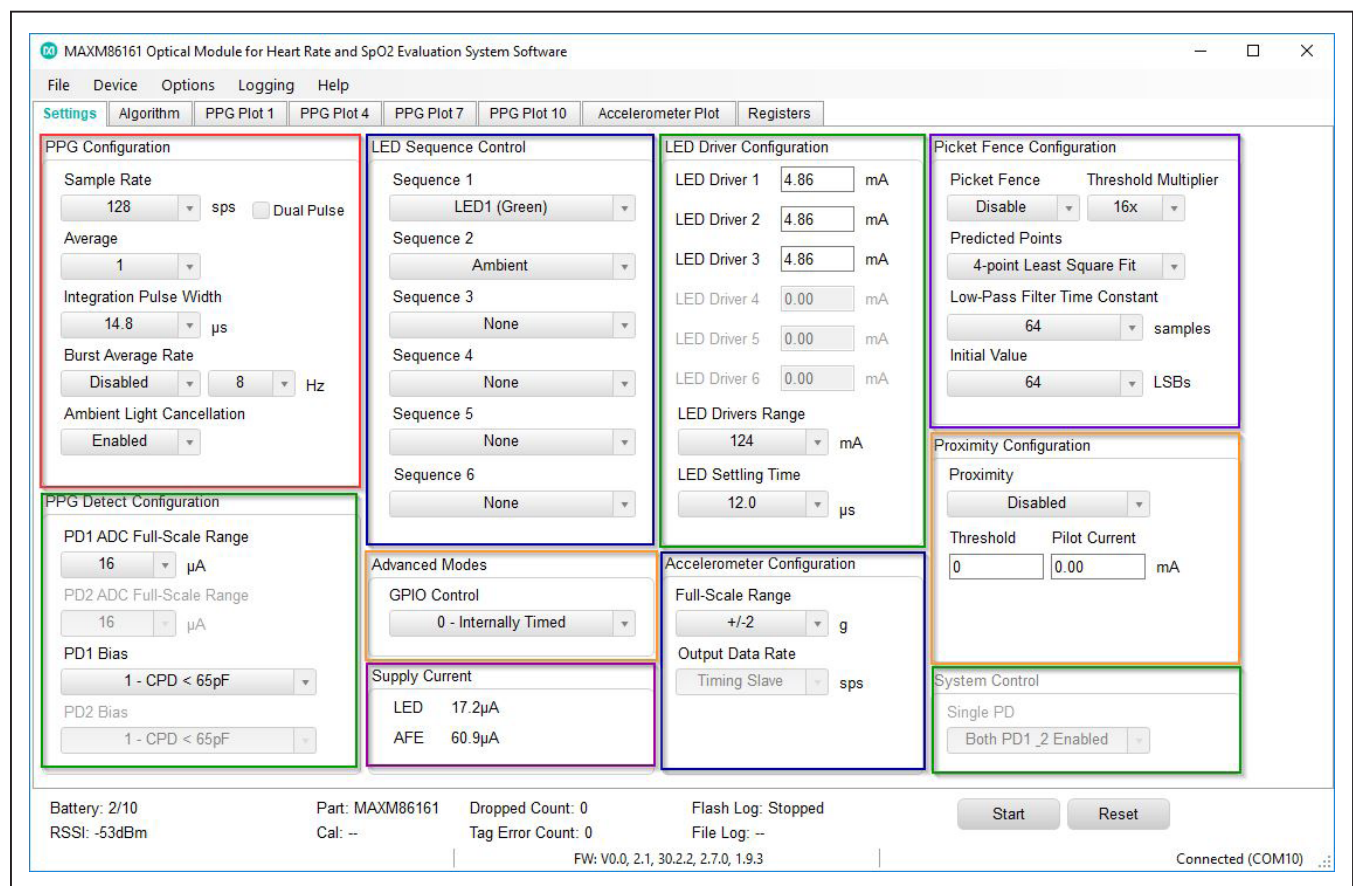 MAXM86161 Optical Module for Heart Rate and SpO2 Evaluation System Software
File Device Options Logging Help
Settings Algorithm PPG Plot 1 PPG Plot 4 PPG Plot 7 PPG Plot 10 Accelerometer Plot Registers
PPG Configuration
Sample Rate
128 sps Dual Pulse
Average
1
Integration Pulse Width
14.8 µs
Burst Average Rate
Disabled 8 Hz
Ambient Light Cancellation
Enabled
PPG Detect Configuration
PD1 ADC Full-Scale Range
16 µA
PD2 ADC Full-Scale Range
16 µA
PD1 Bias
1 - CPD < 65pF
PD2 Bias
1 - CPD < 65pF
LED Sequence Control
Sequence 1
LED1 (Green)
Sequence 2
Ambient
Sequence 3
None
Sequence 4
None
Sequence 5
None
Sequence 6
None
Advanced Modes
GPIO Control
0 - Internally Timed
Supply Current
LED 17.2µA
AFE 60.9µA
LED Driver Configuration
LED Driver 1 4.86 mA
LED Driver 2 4.86 mA
LED Driver 3 4.86 mA
LED Driver 4 0.00 mA
LED Driver 5 0.00 mA
LED Driver 6 0.00 mA
LED Drivers Range
124 mA
LED Settling Time
12.0 µs
Accelerometer Configuration
Full-Scale Range
+/-2 g
Output Data Rate
Timing Slave sps
Picket Fence Configuration
Picket Fence Threshold Multiplier
Disable 16x
Predicted Points
4-point Least Square Fit
Low-Pass Filter Time Constant
64 samples
Initial Value
64 LSBs
Proximity Configuration
Proximity
Disabled
Threshold Pilot Current
0 0.00 mA
System Control
Single PD
Both PD1 _2 Enabled
Battery: 2/10 Part: MAXM86161 Dropped Count: 0 Flash Log: Stopped Start Reset
RSSI: -53dBm Cal: -- Tag Error Count: 0 File Log: --
FW: V0.0, 2.1, 30.2.2, 2.7.0, 1.9.3 Connected (COM10)